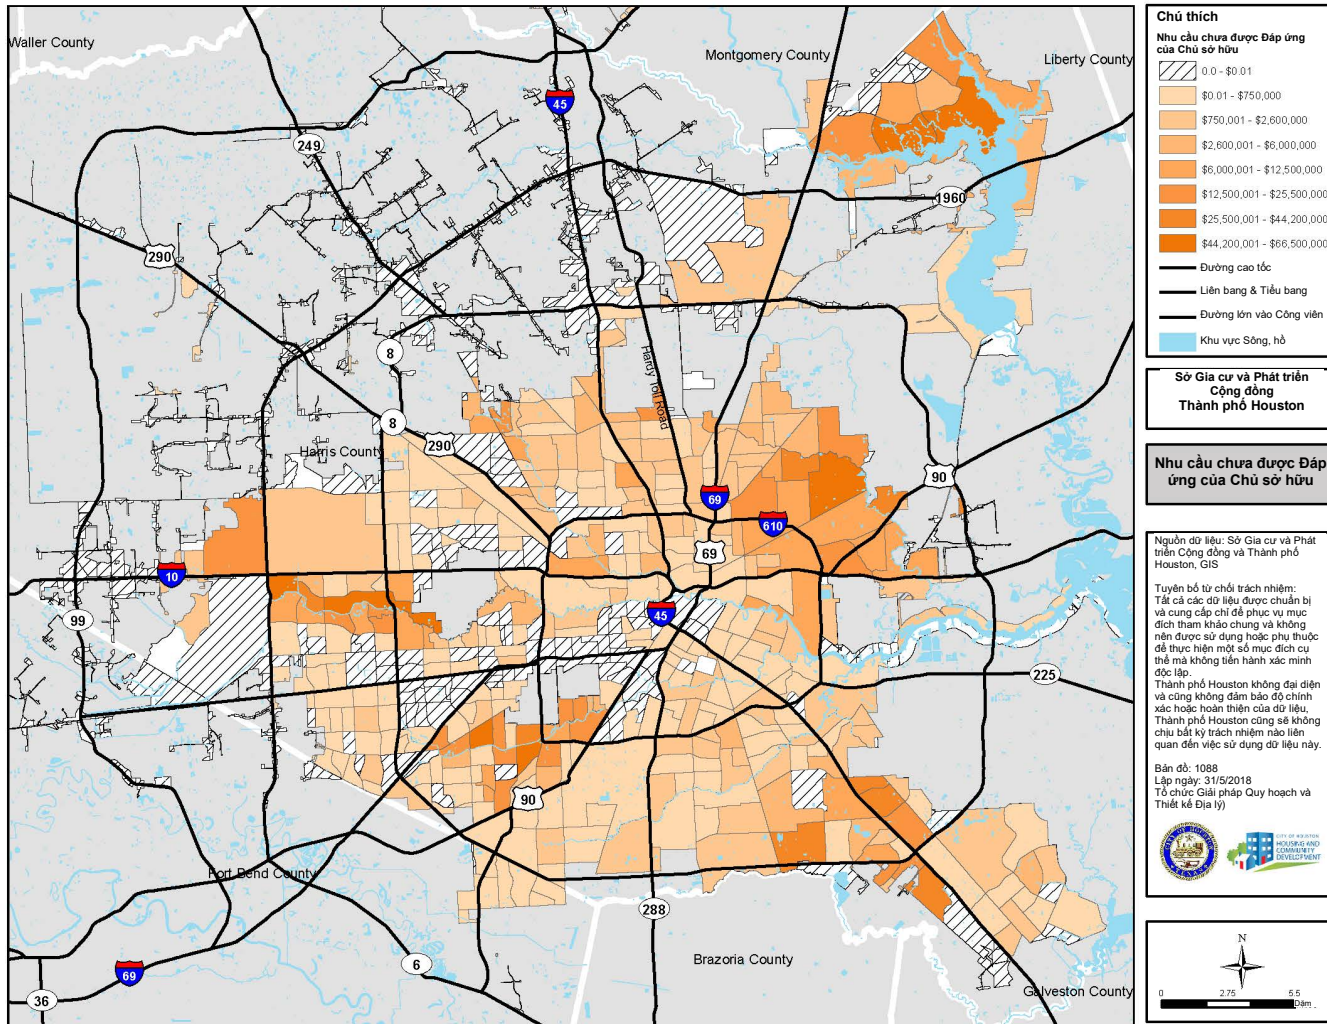 Waller County
Montgomery County
Liberty County
45
249
1960
290
8
Hardy Toll Road
8
290
Harris County
90
69
610
69
10
99
45
225
90
288
Fort Bend County
6
69
36
Brazoria County
Galveston County
Chú thích
Nhu cầu chưa được Đáp ứng
của Chủ sở hữu
0.0 - $0.01
$0.01 - $750,000
$750,001 - $2,600,000
$2,600,001 - $6,000,000
$6,000,001 - $12,500,000
$12,500,001 - $25,500,000
$25,500,001 - $44,200,000
$44,200,001 - $66,500,000
Đường cao tốc
Liên bang & Tiểu bang
Đường lớn vào Công viên
Khu vực Sông, hồ
Sở Gia cư và Phát triển
Cộng đồng
Thành phố Houston
Nhu cầu chưa được Đáp
ứng của Chủ sở hữu
Nguồn dữ liệu: Sở Gia cư và Phát
triển Cộng đồng và Thành phố
Houston, GIS
Tuyên bố từ chối trách nhiệm:
Tất cả các dữ liệu được chuẩn bị
và cung cấp chỉ để phục vụ mục
đích tham khảo chung và không
nên được sử dụng hoặc phụ thuộc
để thực hiện một số mục đích cụ
thể mà không tiến hành xác minh
độc lập.
Thành phố Houston không đại diện
và cũng không đảm bảo độ chính
xác hoặc hoàn thiện của dữ liệu,
Thành phố Houston cũng sẽ không
chịu bất kỳ trách nhiệm nào liên
quan đến việc sử dụng dữ liệu này.
Bản đồ: 1088
Lập ngày: 31/5/2018
Tổ chức Giải pháp Quy hoạch và
Thiết kế Địa lý)
CITY OF HOUSTON
HOUSING AND
COMMUNITY
DEVELOPMENT
N
0 2.75 5.5
Dặm